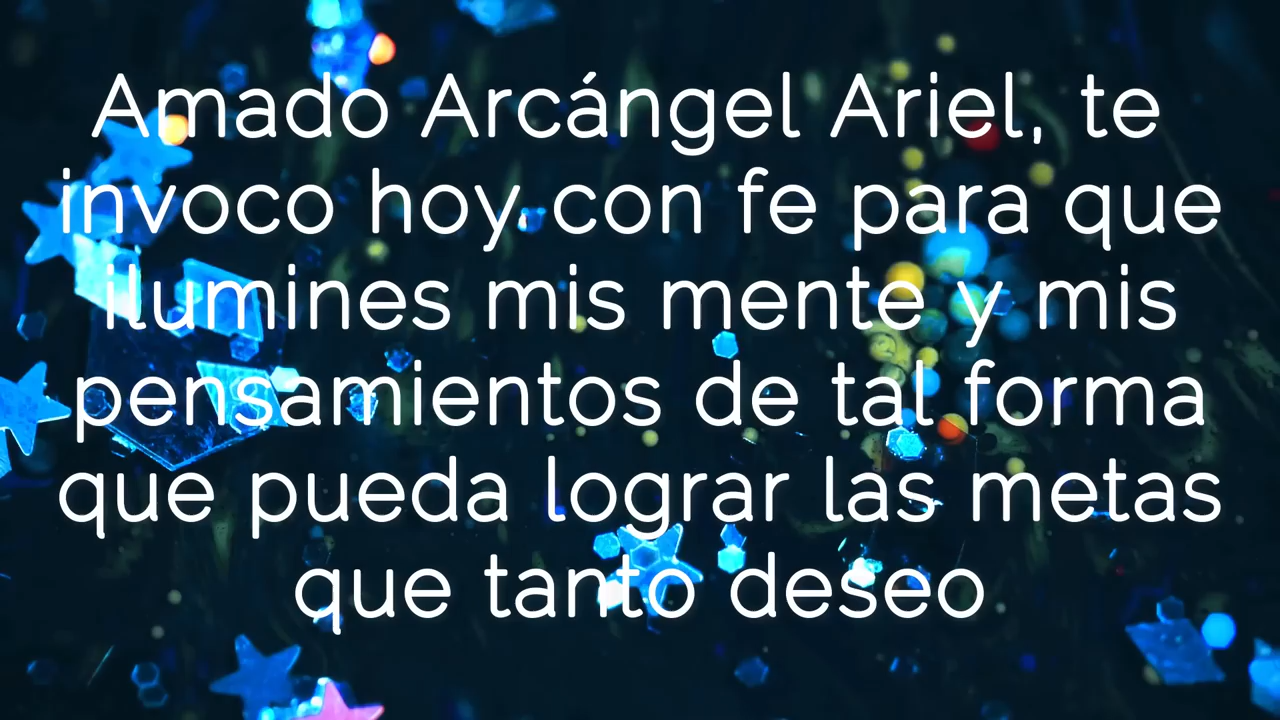 Amado Arcángel Ariel, te
invoco hoy con fe para que
ilumines mis mente y mis
pensamientos de tal forma
que pueda lograr las metas
que tanto deseo